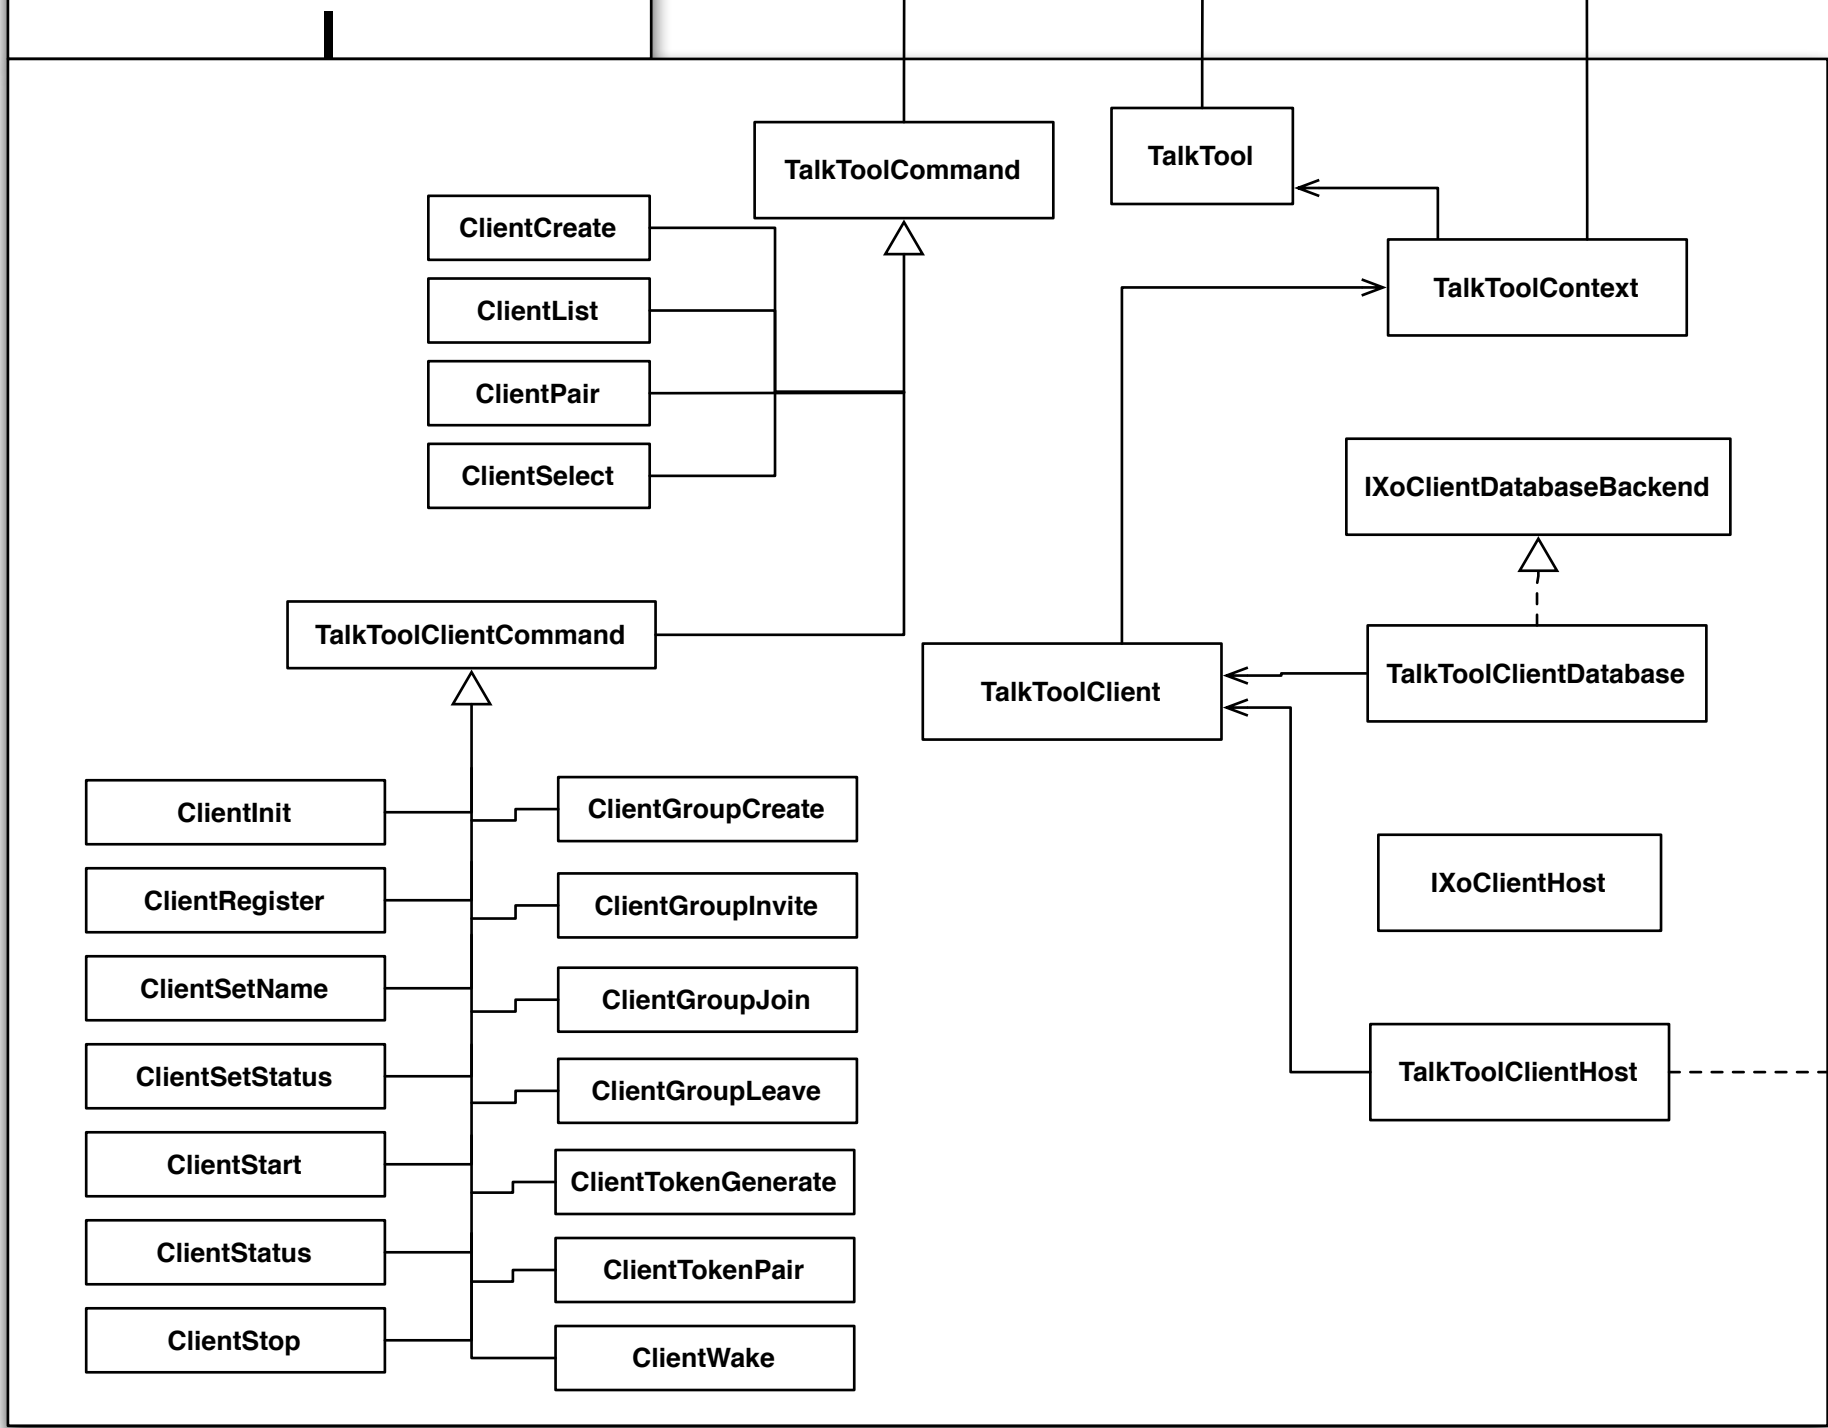 TalkToolCommand
TalkTool
ClientCreate
TalkToolContext
ClientList
ClientPair
ClientSelect
IXoClientDatabaseBackend
TalkToolClientCommand
TalkToolClient
TalkToolClientDatabase
ClientInit
ClientGroupCreate
ClientRegister
ClientGroupInvite
IXoClientHost
ClientSetName
ClientGroupJoin
ClientSetStatus
ClientGroupLeave
TalkToolClientHost
ClientStart
ClientTokenGenerate
ClientStatus
ClientTokenPair
ClientStop
ClientWake